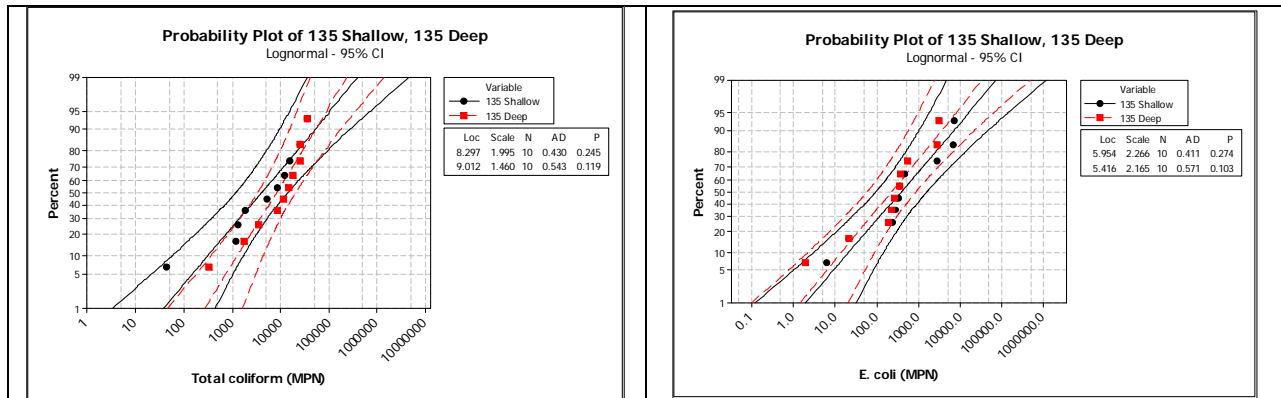 Probability Plot of 135 Shallow, 135 Deep
Lognormal - 95% CI
99
95
90
80
70
60
50
40
30
20
10
5
1
Percent
1
10
100
1000
10000
100000
1000000
10000000
Total coliform (MPN)
Variable
135 Shallow
135 Deep
Loc Scale N AD P
8.297 1.995 10 0.430 0.245
9.012 1.460 10 0.543 0.119
Probability Plot of 135 Shallow, 135 Deep
Lognormal - 95% CI
99
95
90
80
70
60
50
40
30
20
10
5
1
Percent
0.1
1.0
10.0
100.0
1000.0
10000.0
100000.0
1000000.0
E. coli (MPN)
Variable
135 Shallow
135 Deep
Loc Scale N AD P
5.954 2.266 10 0.411 0.274
5.416 2.165 10 0.571 0.103